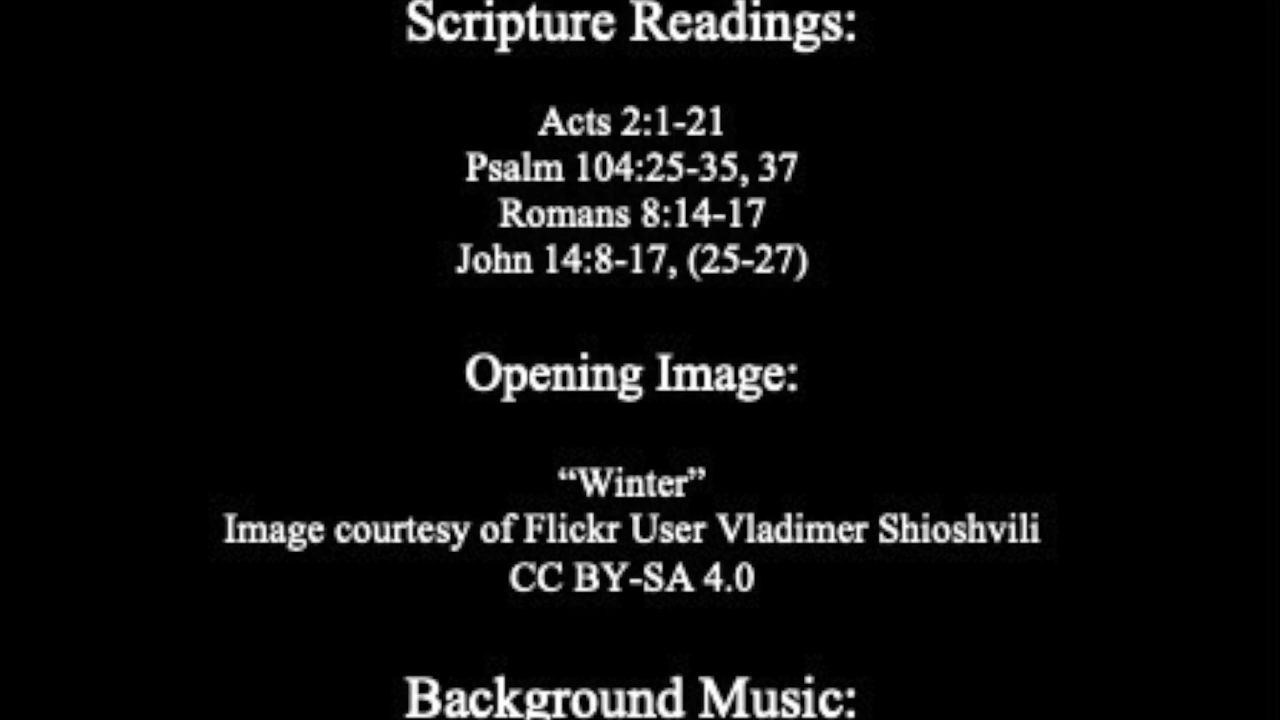 Scripture Readings:
Acts 2:1-21
Psalm 104:25-35, 37
Romans 8:14-17
John 14:8-17, (25-27)
Opening Image:
“Winter”
Image courtesy of Flickr User Vladimer Shioshvili
CC BY-SA 4.0
Background Music: